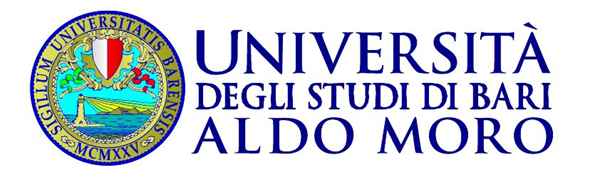 SIGILLUM UNIVERSITATIS BARENSIS
MCMXXV
UNIVERSITÀ
DEGLI STUDI DI BARI
ALDO MORO